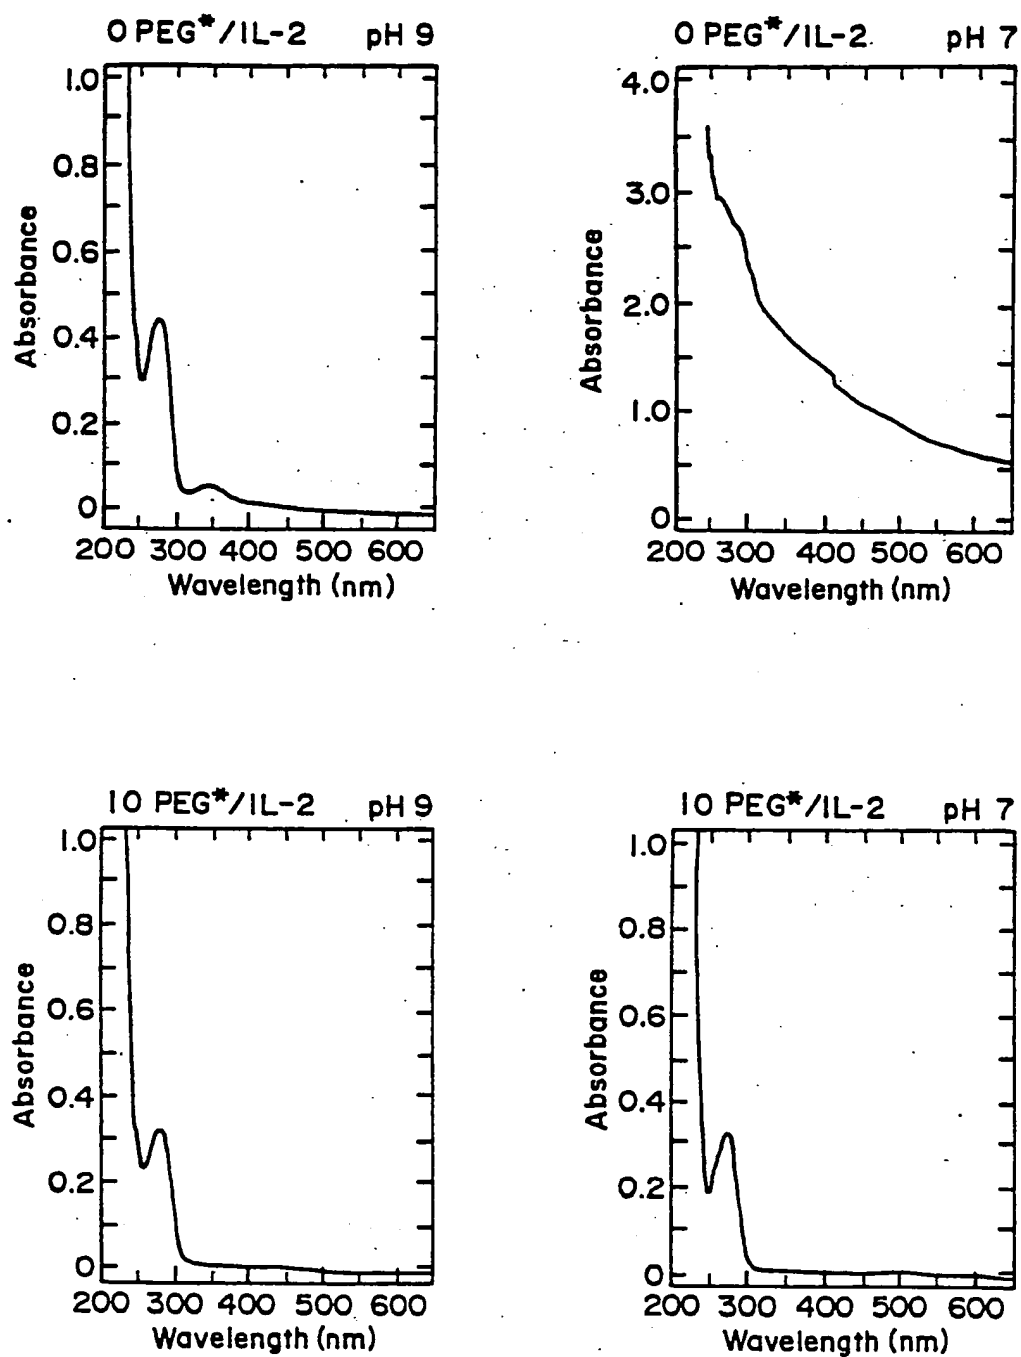 0 PEG*/IL-2 pH 9
1.0
0.8
0.6
0.4
0.2
0
Absorbance
200 300 400 500 600
Wavelength (nm)
0 PEG*/IL-2 pH 7
4.0
3.0
2.0
1.0
0
Absorbance
200 300 400 500 600
Wavelength (nm)
10 PEG*/IL-2 pH 9
1.0
0.8
0.6
0.4
0.2
0
Absorbance
200 300 400 500 600
Wavelength (nm)
10 PEG*/IL-2 pH 7
1.0
0.8
0.6
0.4
0.2
0
Absorbance
200 300 400 500 600
Wavelength (nm)